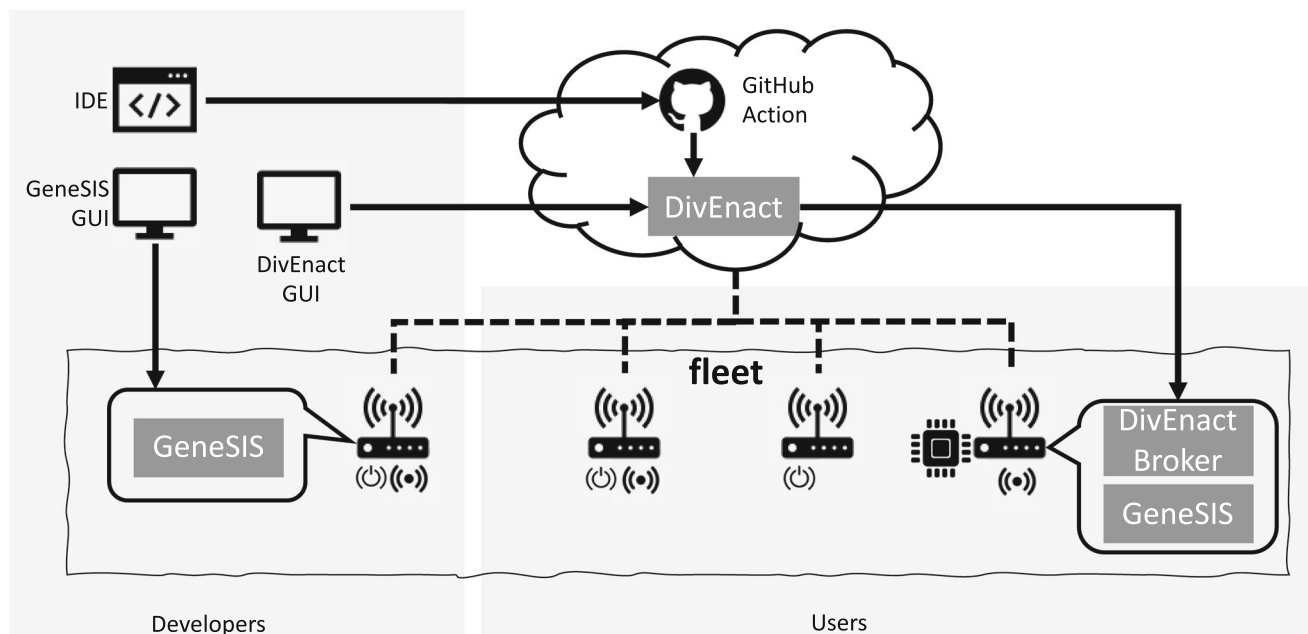 IDE
</>
GitHub
Action
GeneSIS
GUI
DivEnact
DivEnact
GUI
fleet
GeneSIS
DivEnact
Broker
GeneSIS
Developers
Users